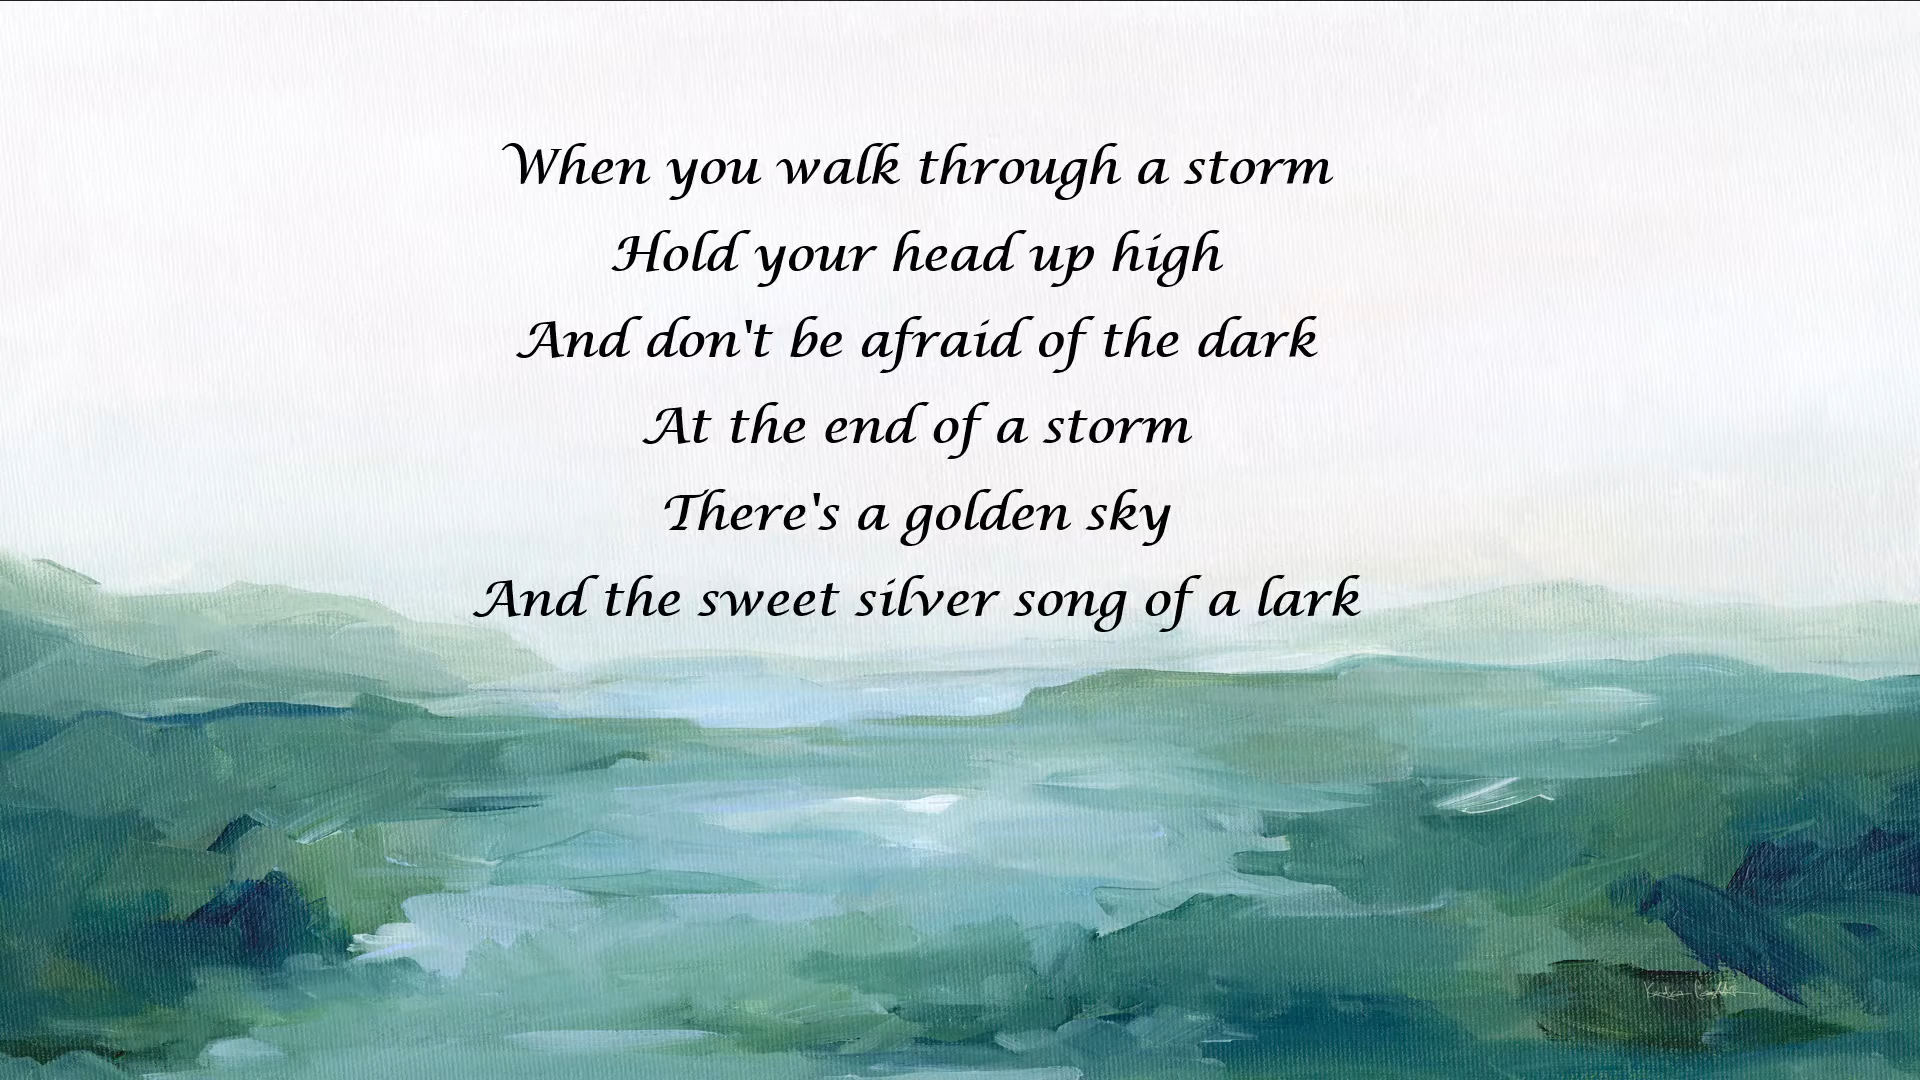 When you walk through a storm
Hold your head up high
And don't be afraid of the dark
At the end of a storm
There's a golden sky
And the sweet silver song of a lark